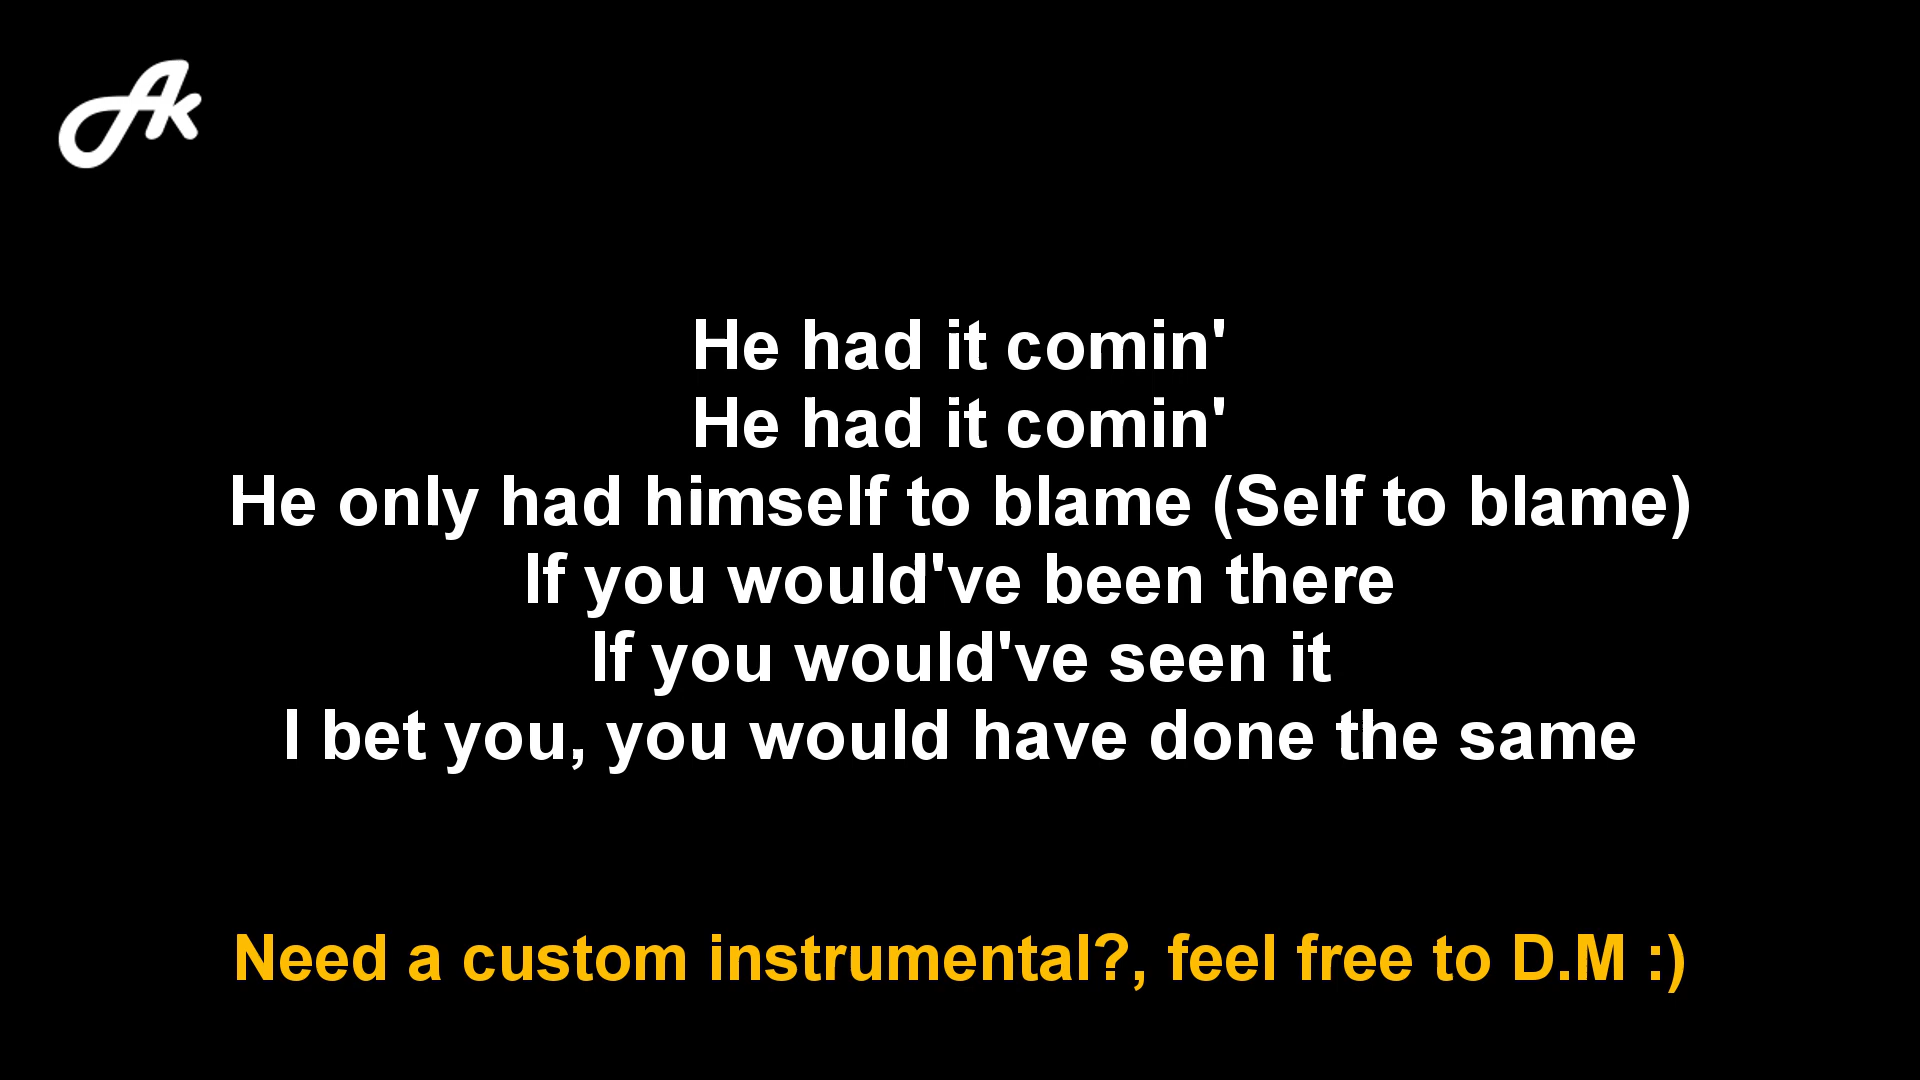 Ak
He had it comin'
He had it comin'
He only had himself to blame (Self to blame)
If you would've been there
If you would've seen it
I bet you, you would have done the same
Need a custom instrumental?, feel free to D.M :)